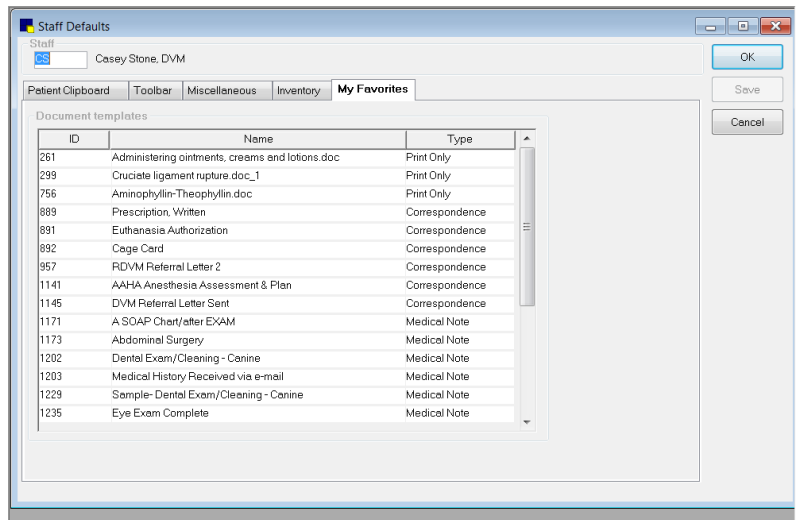 Staff Defaults
Staff
CS Casey Stone, DVM
OK
Save
Cancel
Patient Clipboard Toolbar Miscellaneous Inventory My Favorites
Document templates
ID Name Type
261 Administering ointments, creams and lotions.doc Print Only
299 Cruciate ligament rupture.doc_1 Print Only
756 Aminophyllin-Theophyllin.doc Print Only
889 Prescription, Written Correspondence
891 Euthanasia Authorization Correspondence
892 Cage Card Correspondence
957 RDVM Referral Letter 2 Correspondence
1141 AAHA Anesthesia Assessment & Plan Correspondence
1145 DVM Referral Letter Sent Correspondence
1171 A SOAP Chart/after EXAM Medical Note
1173 Abdominal Surgery Medical Note
1202 Dental Exam/Cleaning - Canine Medical Note
1203 Medical History Received via e-mail Medical Note
1229 Sample- Dental Exam/Cleaning - Canine Medical Note
1235 Eye Exam Complete Medical Note